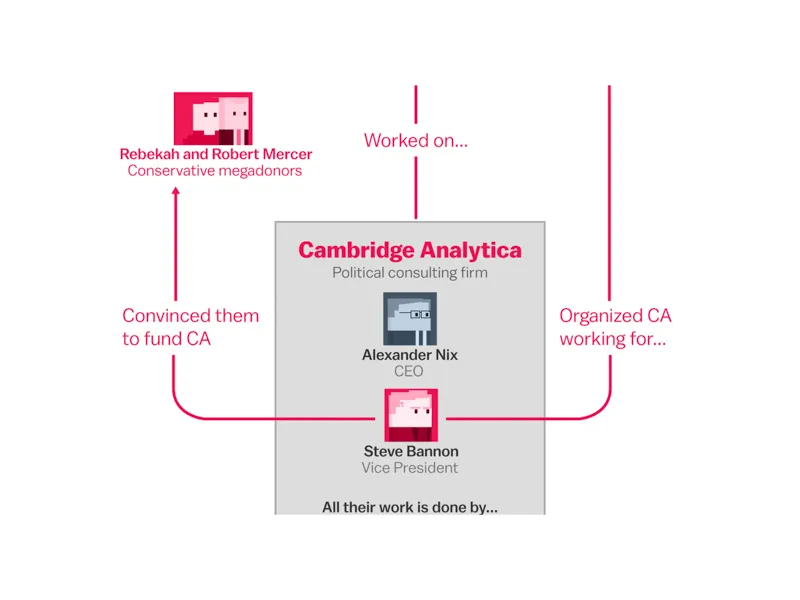 Rebekah and Robert Mercer
Conservative megadonors
Worked on...
Cambridge Analytica
Political consulting firm
Convinced them
to fund CA
Organized CA
working for...
Alexander Nix
CEO
Steve Bannon
Vice President
All their work is done by...